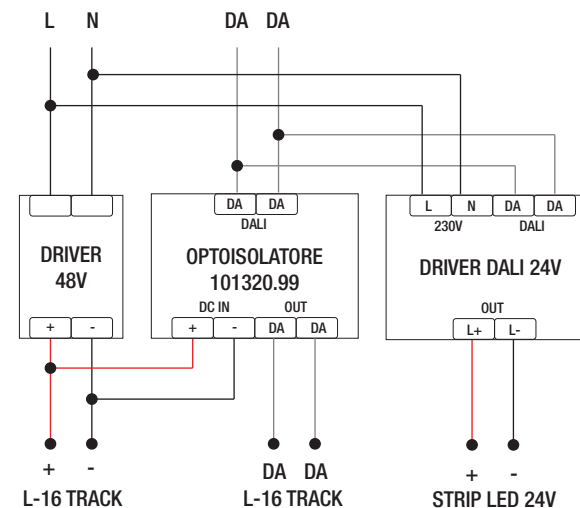 L N DA DA
DA DA
DALI
L N DA DA
230V DALI
DRIVER
48V
OPTOISOLATORE
101320.99
DRIVER DALI 24V
DC IN OUT
+ - DA DA
+ -
OUT
L+ L-
+ -
L-16 TRACK
DA DA
L-16 TRACK
+ -
STRIP LED 24V